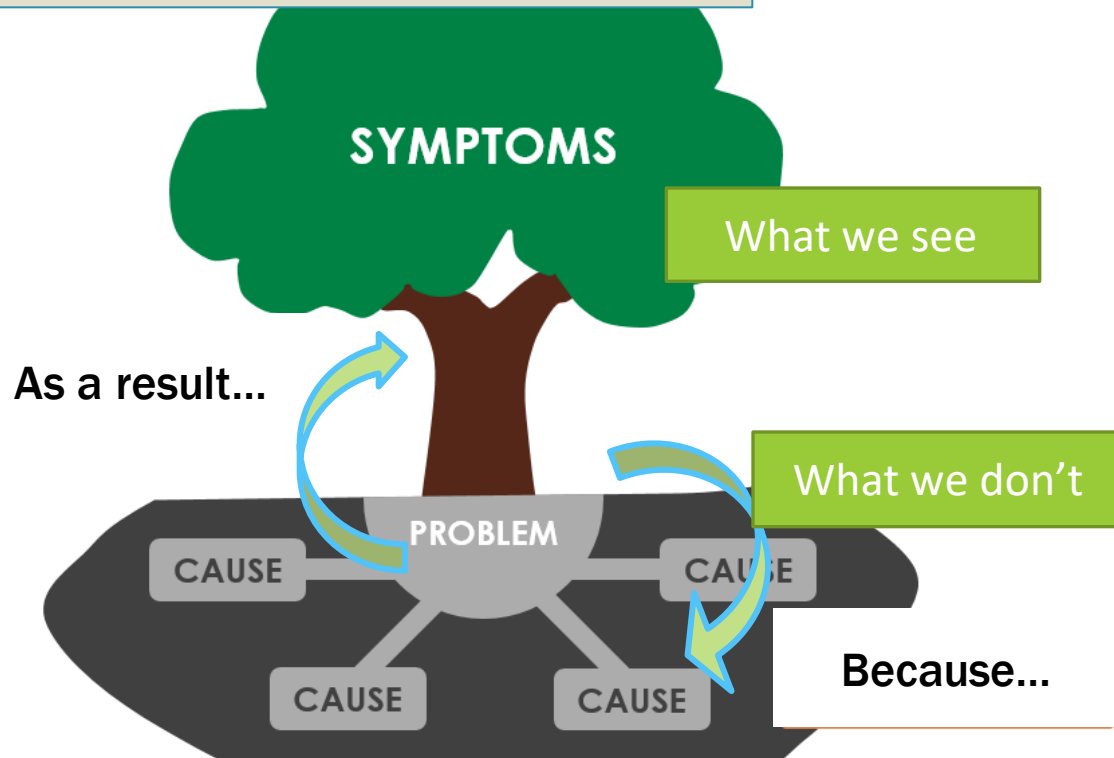 SYMPTOMS
What we see
As a result...
What we don’t
PROBLEM
CAUSE
CAUSE
Because...
CAUSE
CAUSE